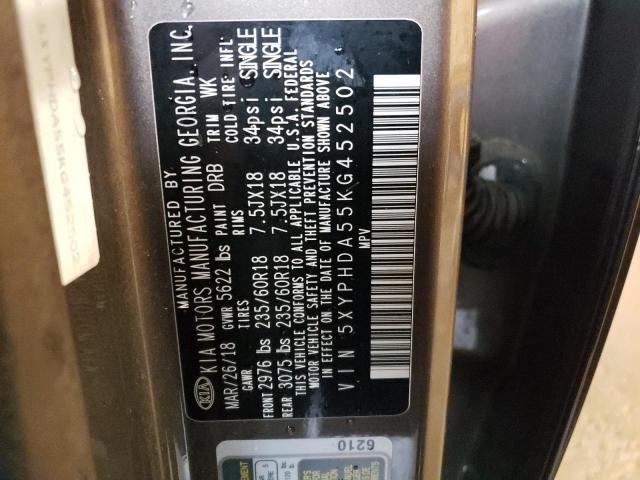 MANUFACTURED BY
KIA KIA MOTORS MANUFACTURING GEORGIA, INC.
MAR/26/18 GVWR 5622 lbs PAINT DRB TRIM WK
GAWR TIRES RIMS COLD TIRE INFL
FRONT 2976 lbs 235/60R18 7.5JX18 34psi SINGLE
REAR 3075 lbs 235/60R18 7.5JX18 34psi SINGLE
THIS VEHICLE CONFORMS TO ALL APPLICABLE U.S.A. FEDERAL
MOTOR VEHICLE SAFETY AND THEFT PREVENTION STANDARDS
IN EFFECT ON THE DATE OF MANUFACTURE SHOWN ABOVE
VIN 5XYPHDA55KG452502
MPV
5XYPHDA55KG452502
6210